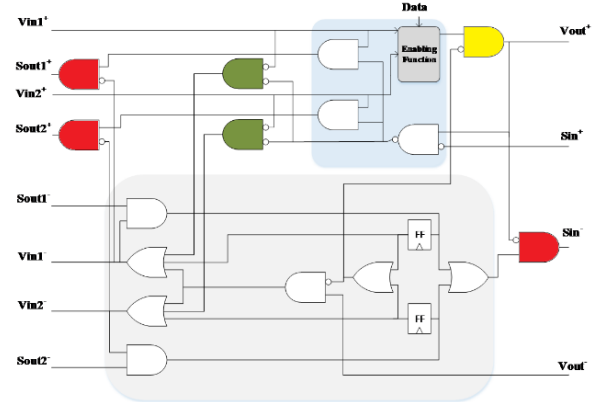 Data
Vin1⁺
Vout⁺
Enabling
Function
Sout1⁺
Vin2⁺
Sout2⁺
Sin⁺
Sout1⁻
Sin⁻
FF
Vin1⁻
Vin2⁻
FF
Sout2⁻
Vout⁻